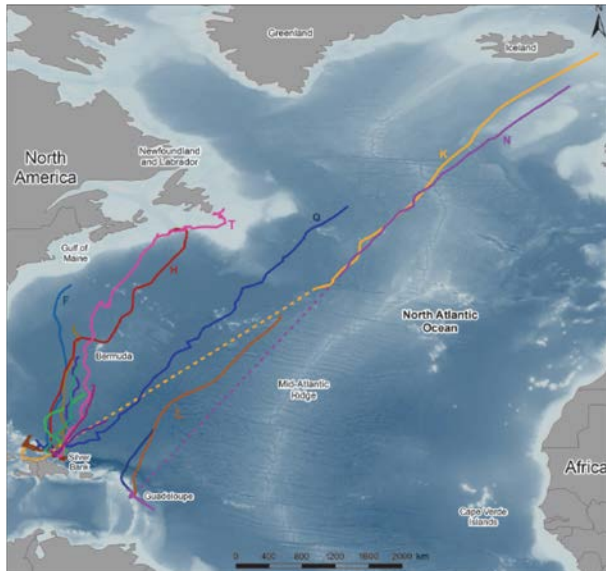 Greenland
N
Iceland
K
N
Newfoundland
and Labrador
North
America
Q
T
Gulf of
Maine
H
F
Bermuda
North Atlantic
Ocean
Mid-Atlantic
Ridge
L
Silver
Bank
Guadeloupe
Africa
Cape Verde
Islands
0 400 800 1200 1600 2000 km